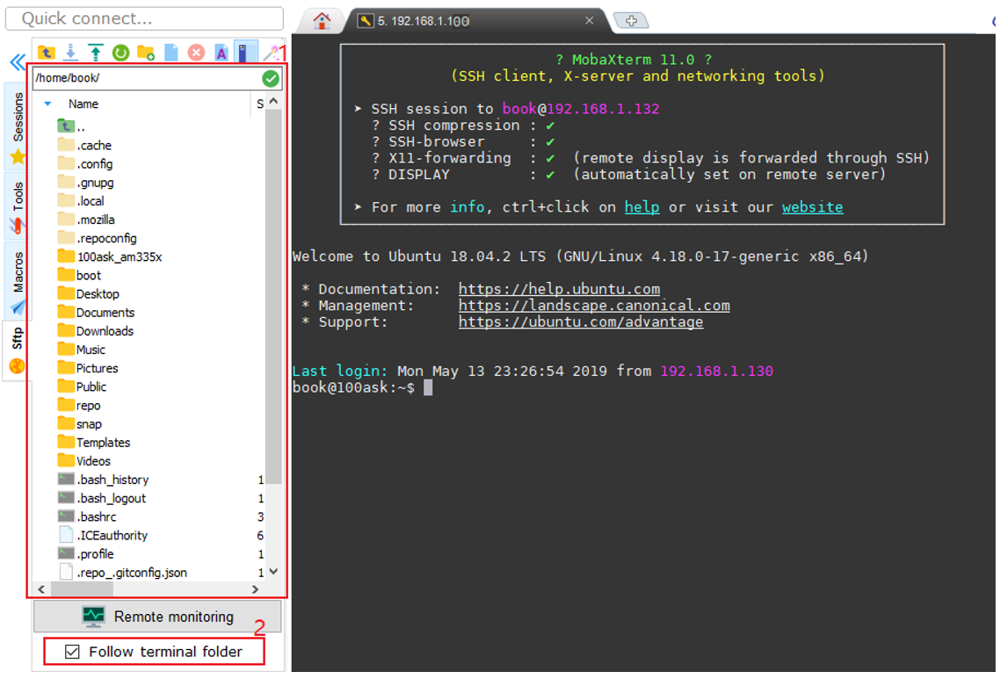 Quick connect...
5. 192.168.1.100
1
/home/book/
Name
S
..
.cache
.config
.gnupg
.local
.mozilla
.repoconfig
100ask_am335x
boot
Desktop
Documents
Downloads
Music
Pictures
Public
repo
snap
Templates
Videos
.bash_history 1
.bash_logout 1
.bashrc 3
.ICEauthority 6
.profile 1
.repo_.gitconfig.json 1
Remote monitoring
2
Follow terminal folder
Sessions
Tools
Macros
Sftp
? MobaXterm 11.0 ?
(SSH client, X-server and networking tools)
➤ SSH session to book@192.168.1.132
? SSH compression : ✔
? SSH-browser : ✔
? X11-forwarding : ✔ (remote display is forwarded through SSH)
? DISPLAY : ✔ (automatically set on remote server)
➤ For more info, ctrl+click on help or visit our website
Welcome to Ubuntu 18.04.2 LTS (GNU/Linux 4.18.0-17-generic x86_64)
* Documentation: https://help.ubuntu.com
* Management: https://landscape.canonical.com
* Support: https://ubuntu.com/advantage
Last login: Mon May 13 23:26:54 2019 from 192.168.1.130
book@100ask:~$